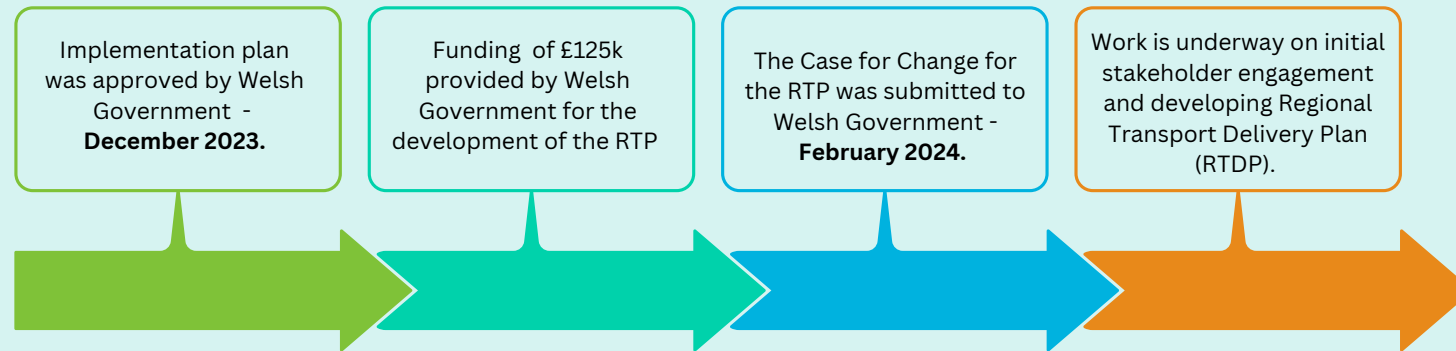 Implementation plan
was approved by Welsh
Government -
December 2023.
Funding of £125k
provided by Welsh
Government for the
development of the RTP
The Case for Change for
the RTP was submitted to
Welsh Government -
February 2024.
Work is underway on initial
stakeholder engagement
and developing Regional
Transport Delivery Plan
(RTDP).